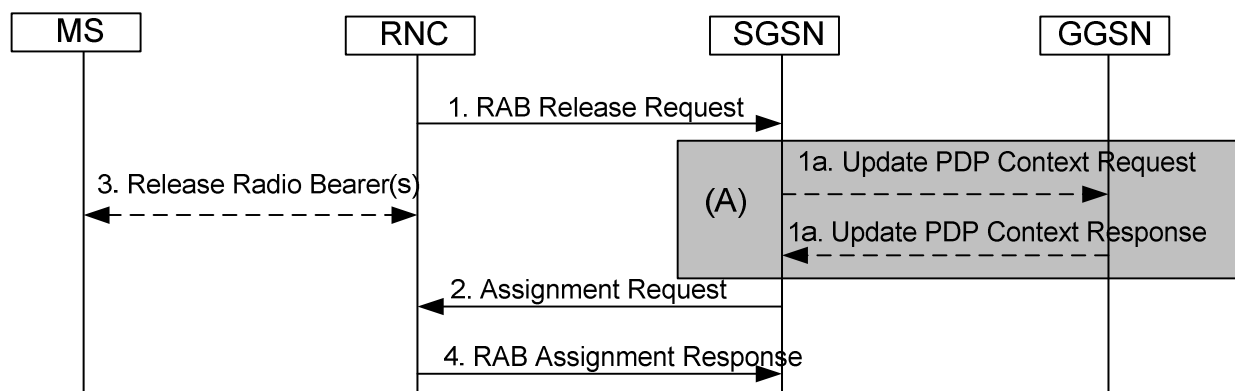 MS
RNC
SGSN
GGSN
1. RAB Release Request
1a. Update PDP Context Request
3. Release Radio Bearer(s)
(A)
1a. Update PDP Context Response
2. Assignment Request
4. RAB Assignment Response